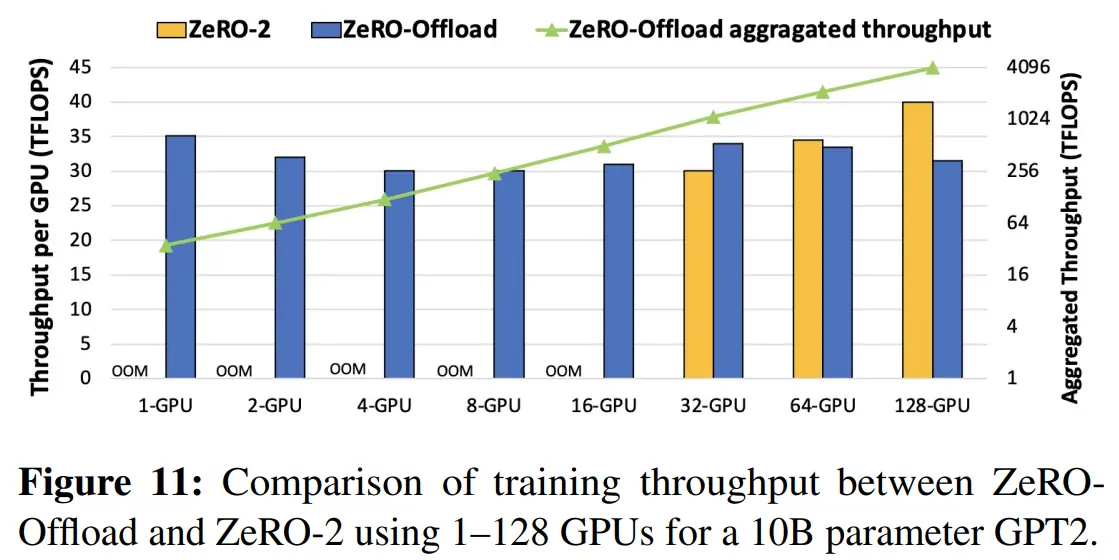 ZeRO-2 ZeRO-Offload ZeRO-Offload aggragated throughput
Throughput per GPU (TFLOPS)
45
40
35
30
25
20
15
10
5
0
OOM OOM OOM OOM OOM
1-GPU 2-GPU 4-GPU 8-GPU 16-GPU 32-GPU 64-GPU 128-GPU
4096
1024
256
64
16
4
1
Aggregated Throughput (TFLOPS)
Figure 11: Comparison of training throughput between ZeRO-
Offload and ZeRO-2 using 1–128 GPUs for a 10B parameter GPT2.